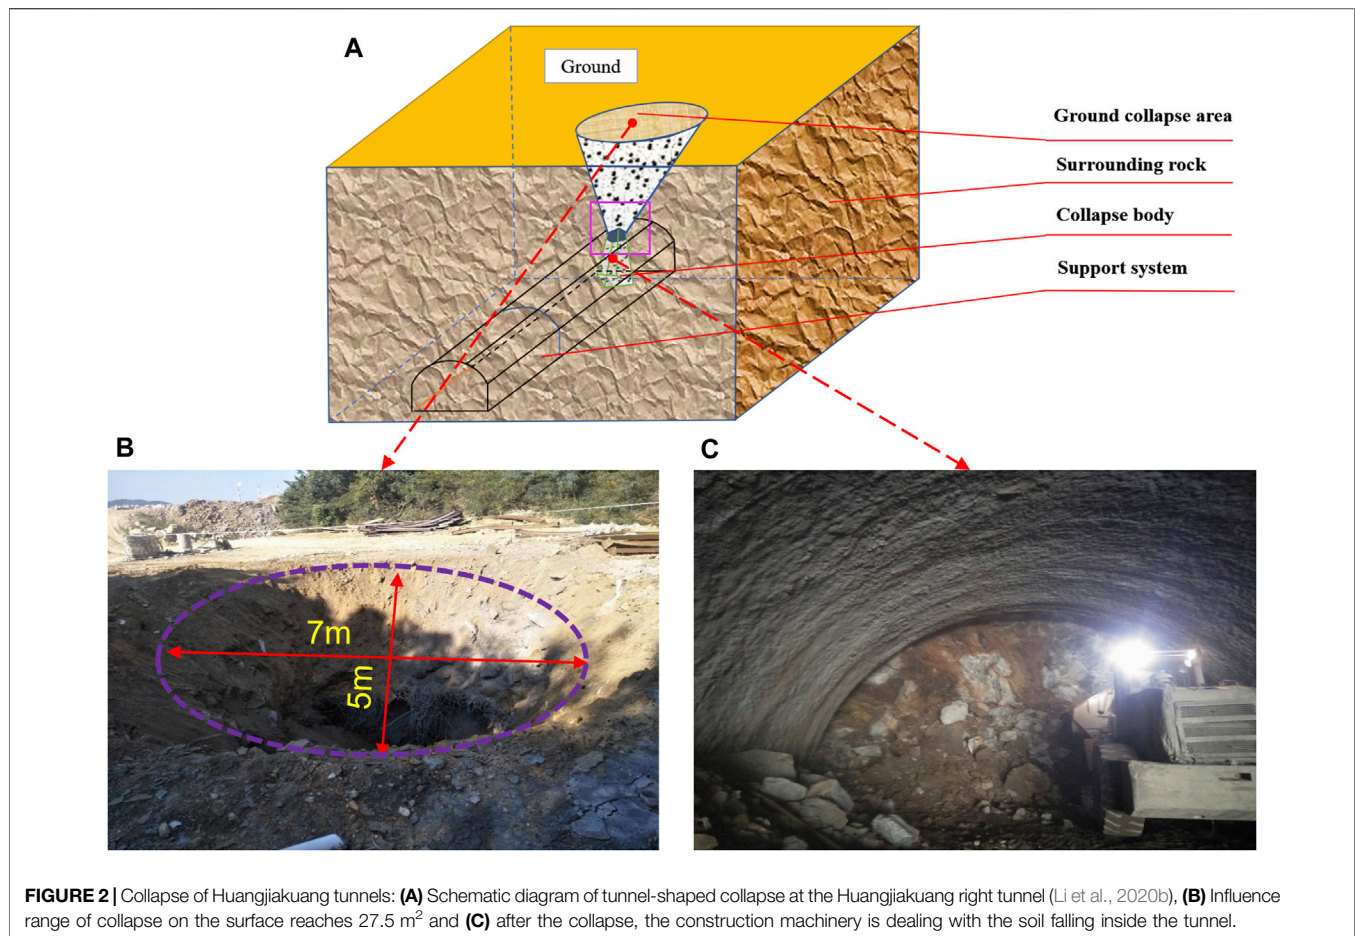 A
Ground
Ground collapse area
Surrounding rock
Collapse body
Support system
B
C
7m
5m
FIGURE 2 | Collapse of Huangjiakuang tunnels: (A) Schematic diagram of tunnel-shaped collapse at the Huangjiakuang right tunnel (Li et al., 2020b), (B) Influence
range of collapse on the surface reaches 27.5 m² and (C) after the collapse, the construction machinery is dealing with the soil falling inside the tunnel.